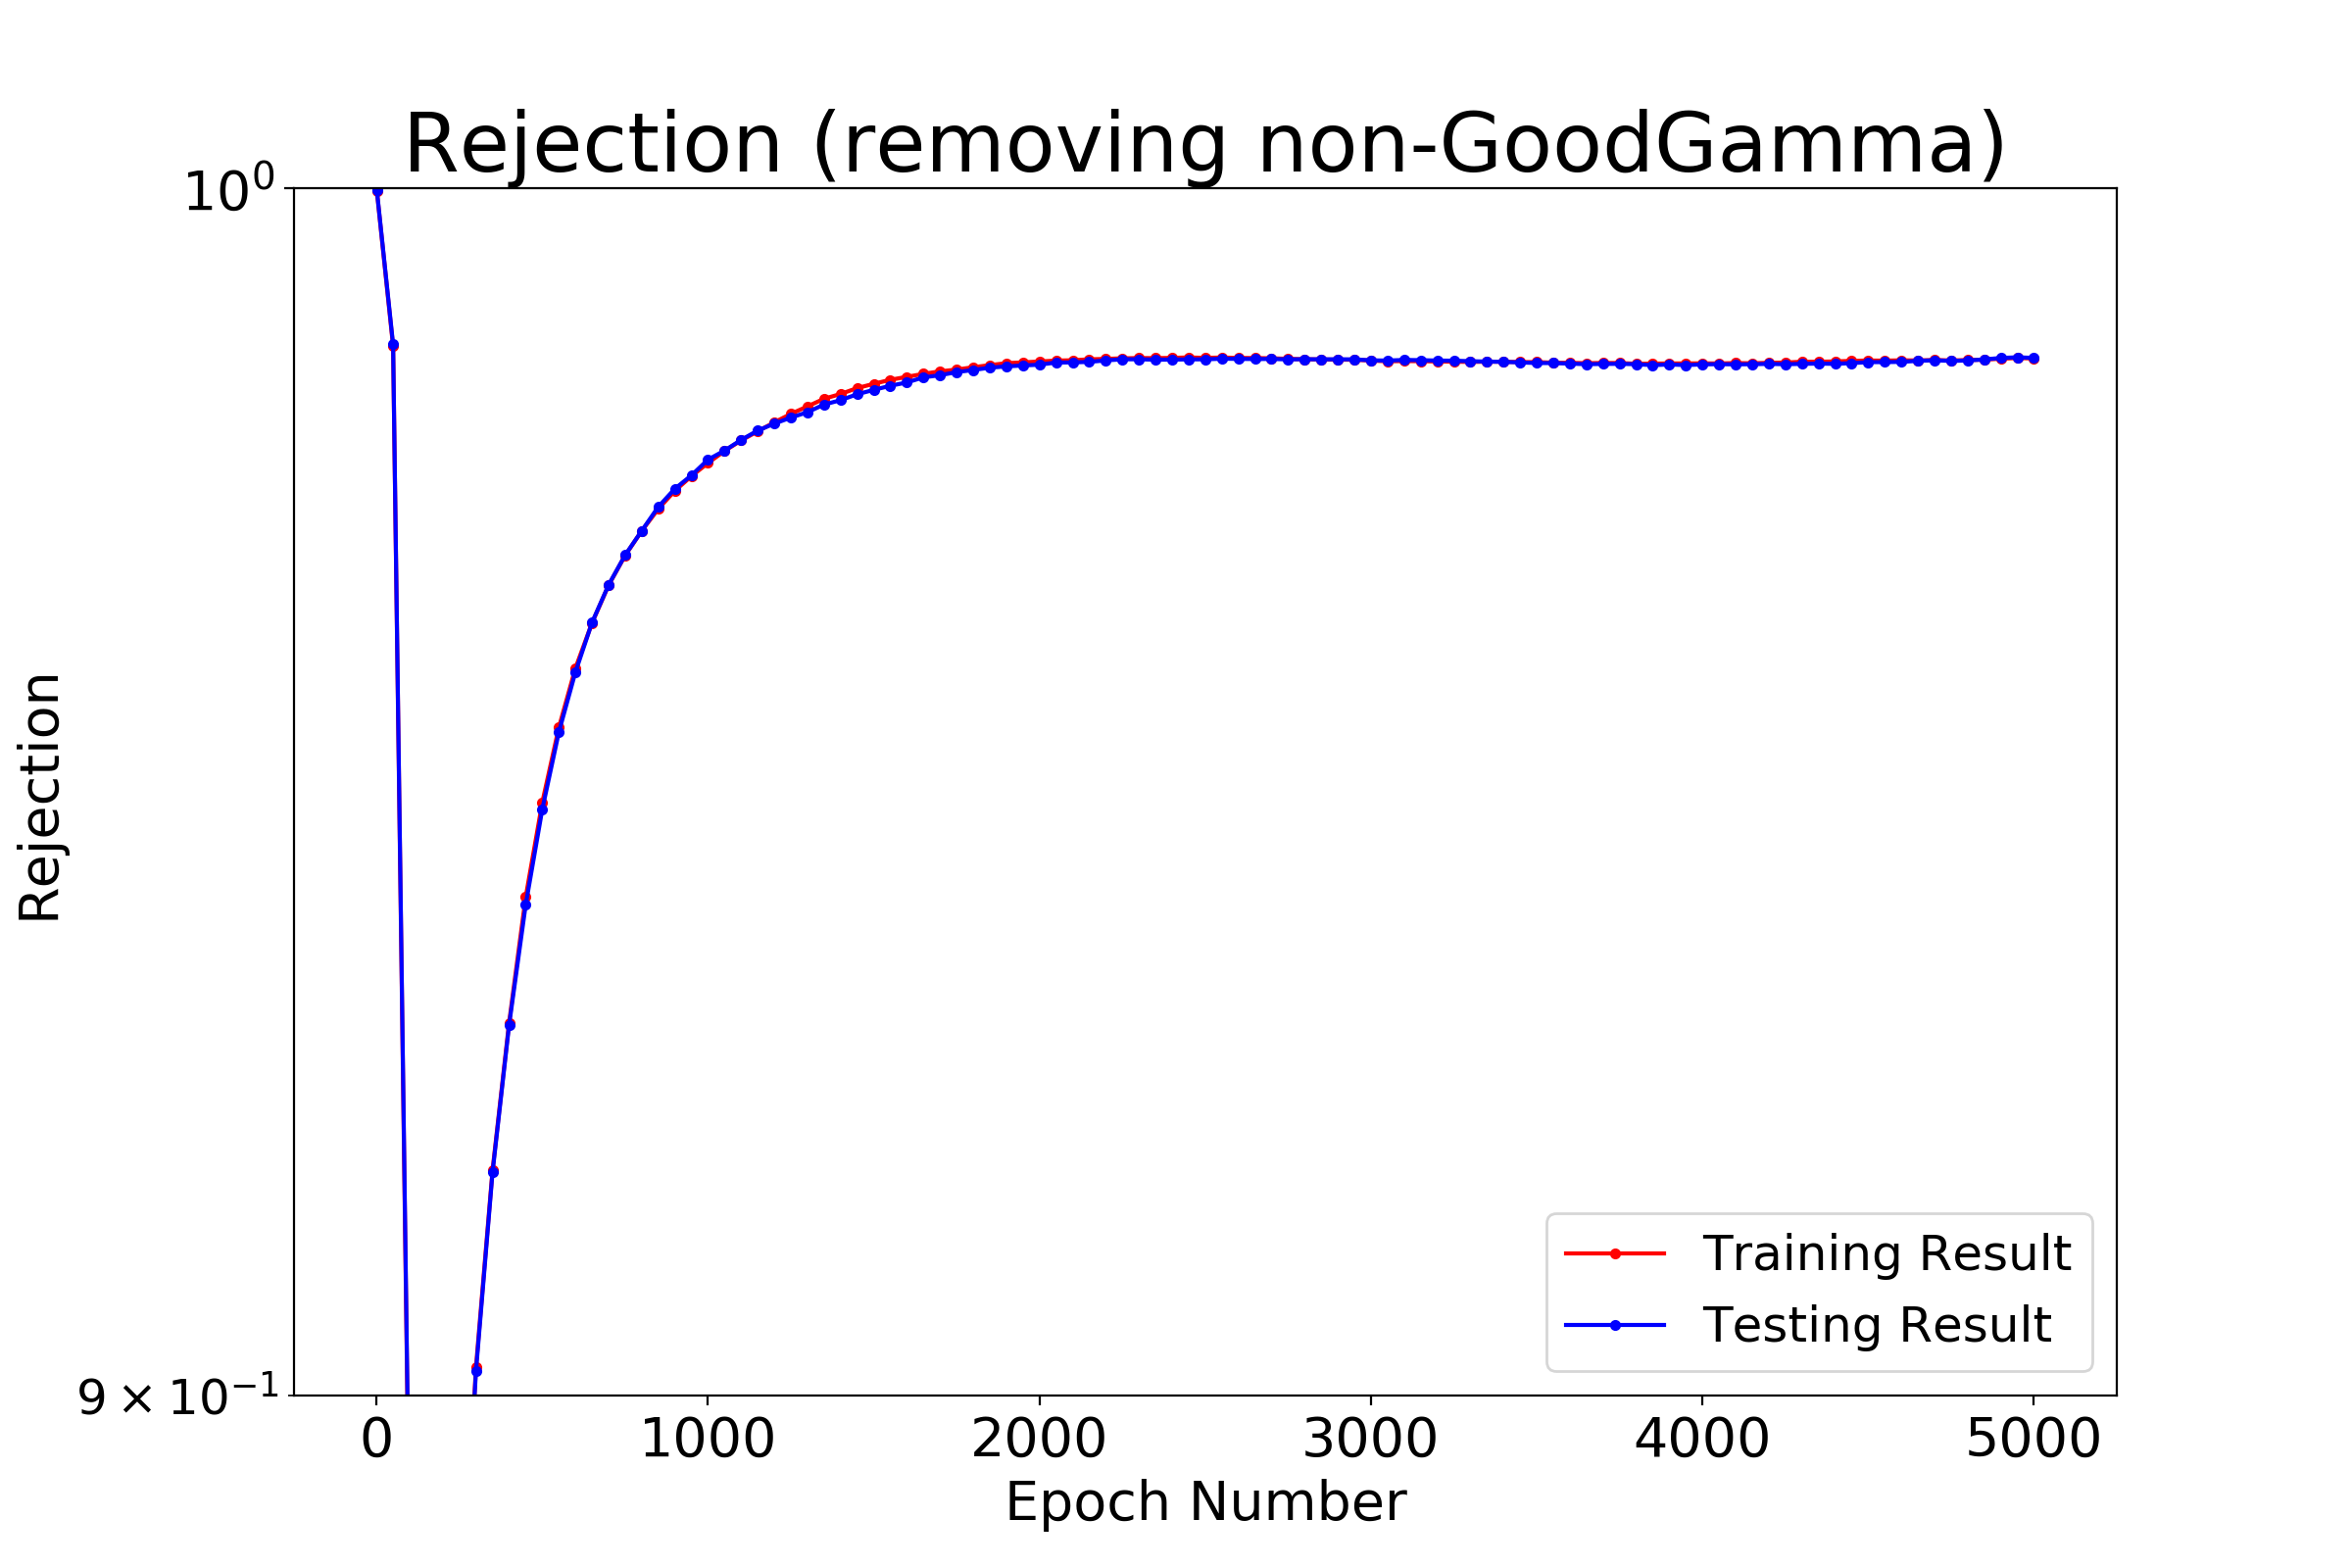 Rejection (removing non-GoodGamma)
10⁰
Rejection
9 × 10⁻¹
Training Result
Testing Result
0 1000 2000 3000 4000 5000
Epoch Number